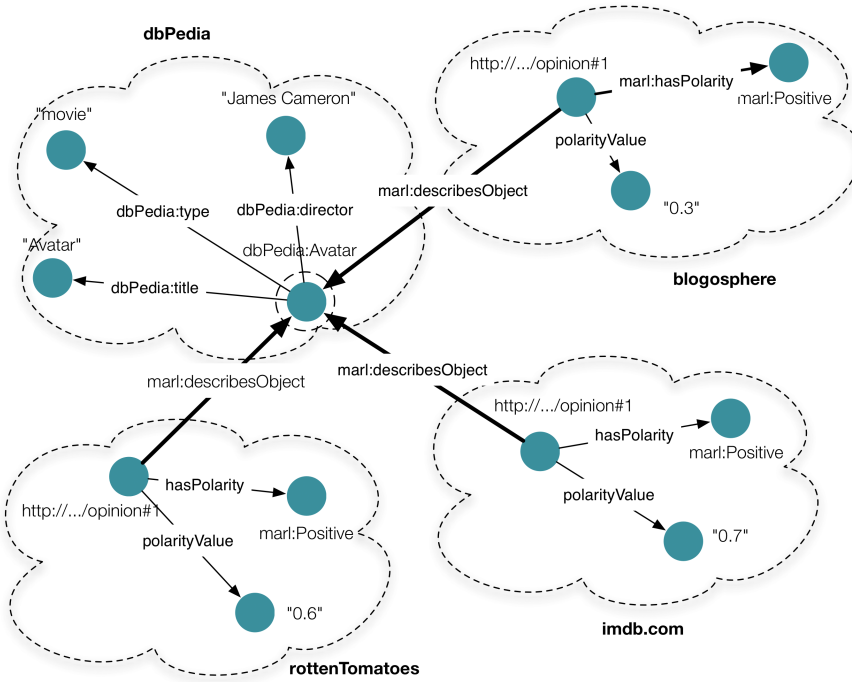 dbPedia
"movie"
"James Cameron"
dbPedia:type
dbPedia:director
"Avatar"
dbPedia:Avatar
dbPedia:title
http://.../opinion#1
marl:hasPolarity
marl:Positive
polarityValue
"0.3"
marl:describesObject
blogosphere
marl:describesObject
marl:describesObject
http://.../opinion#1
hasPolarity
marl:Positive
polarityValue
"0.6"
rottenTomatoes
http://.../opinion#1
hasPolarity
marl:Positive
polarityValue
"0.7"
imdb.com